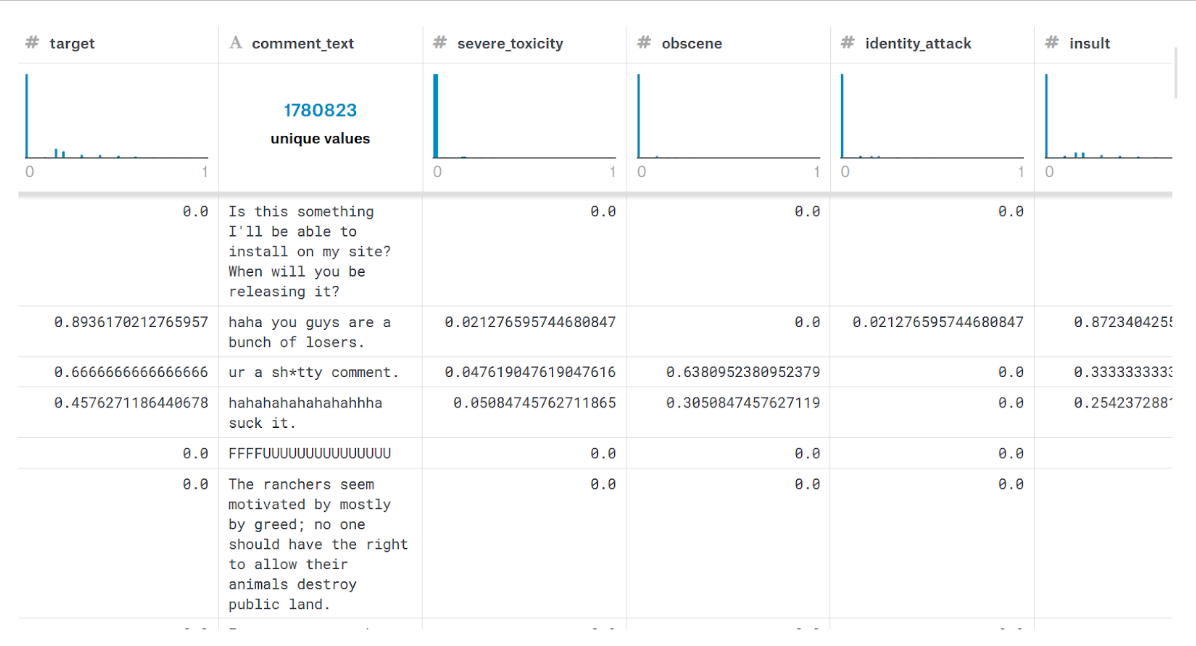 # target A comment_text # severe_toxicity # obscene # identity_attack # insult
1780823
unique values
0 1 0 1 0 1 0 1 0
0.0 Is this something 0.0 0.0 0.0
I'll be able to
install on my site?
When will you be
releasing it?
0.8936170212765957 haha you guys are a 0.021276595744680847 0.0 0.021276595744680847 0.8723404255
bunch of losers.
0.6666666666666666 ur a sh*tty comment. 0.047619047619047616 0.6380952380952379 0.0 0.3333333333
0.4576271186440678 hahahahahahahahhha 0.05084745762711865 0.3050847457627119 0.0 0.254237288
suck it.
0.0 FFFFUUUUUUUUUUUUUUU 0.0 0.0 0.0
0.0 The ranchers seem 0.0 0.0 0.0
motivated by mostly
by greed; no one
should have the right
to allow their
animals destroy
public land.